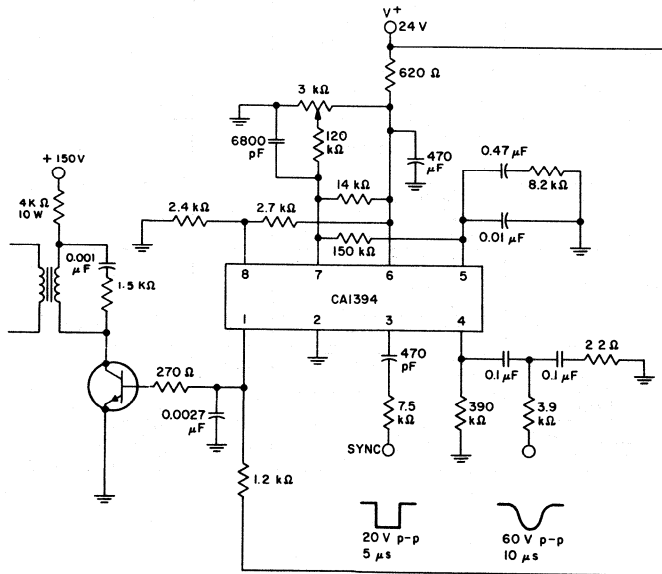 V+
24 V
620 Ω
3 kΩ
6800
pF
120
kΩ
470
µF
0.47 µF
8.2 kΩ
+150V
4KΩ
10 W
14 kΩ
2.4 kΩ
2.7 kΩ
0.01 µF
150 kΩ
0.001
µF
1.5 kΩ
8
7
6
5
CA1394
1
2
3
4
270 Ω
0.0027
µF
470
pF
0.1 µF
0.1 µF
22Ω
7.5
kΩ
390
kΩ
3.9
kΩ
SYNC
1.2 kΩ
20 V p-p
5 µs
60 V p-p
10 µs